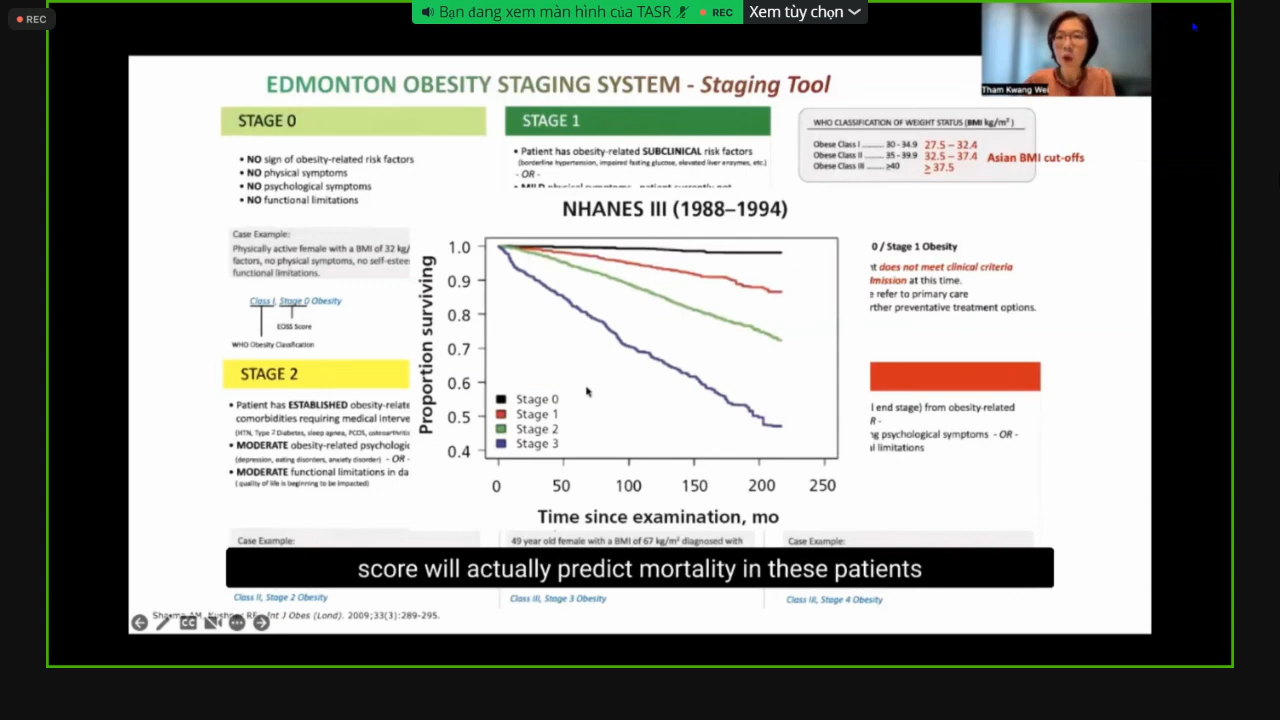 REC
Bạn đang xem màn hình của TASR
REC
Xem tùy chọn
Tham Kwang Wei
EDMONTON OBESITY STAGING SYSTEM - Staging Tool
STAGE 0
• NO sign of obesity-related risk factors
• NO physical symptoms
• NO psychological symptoms
• NO functional limitations
Case Example:
Physically active female with a BMI of 32 kg/
factors, no physical symptoms, no self-estee
functional limitations.
Class I, Stage 0 Obesity
EOSS Score
WHO Obesity Classification
STAGE 1
• Patient has obesity-related SUBCLINICAL risk factors
(borderline hypertension, impaired fasting glucose, elevated liver enzymes, etc.)
- OR -
• MILD physical symptoms - patient currently not
WHO CLASSIFICATION OF WEIGHT STATUS (BMI kg/m²)
Obese Class I ......... 30 - 34.9 27.5 – 32.4
Obese Class II ........ 35 - 39.9 32.5 – 37.4 Asian BMI cut-offs
Obese Class III ....... ≥40 ≥ 37.5
NHANES III (1988–1994)
Proportion surviving
1.0
0.9
0.8
0.7
0.6
0.5
0.4
Stage 0
Stage 1
Stage 2
Stage 3
0 50 100 150 200 250
Time since examination, mo
0 / Stage 1 Obesity
does not meet clinical criteria
mission at this time.
refer to primary care
rther preventative treatment options.
STAGE 2
• Patient has ESTABLISHED obesity-relate
comorbidities requiring medical interve
(HTN, Type 2 Diabetes, sleep apnea, PCOS, osteoarthritis
• MODERATE obesity-related psychologic
(depression, eating disorders, anxiety disorder) - OR -
• MODERATE functional limitations in da
(quality of life is beginning to be impacted)
end stage) from obesity-related
R -
ng psychological symptoms - OR -
l limitations
Case Example:
49 year old female with a BMI of 67 kg/m² diagnosed with
Case Example:
score will actually predict mortality in these patients
Class II, Stage 2 Obesity
Class III, Stage 3 Obesity
Class III, Stage 4 Obesity
Sharma AM, Kushner RF. Int J Obes (Lond). 2009;33(3):289-295.
CC